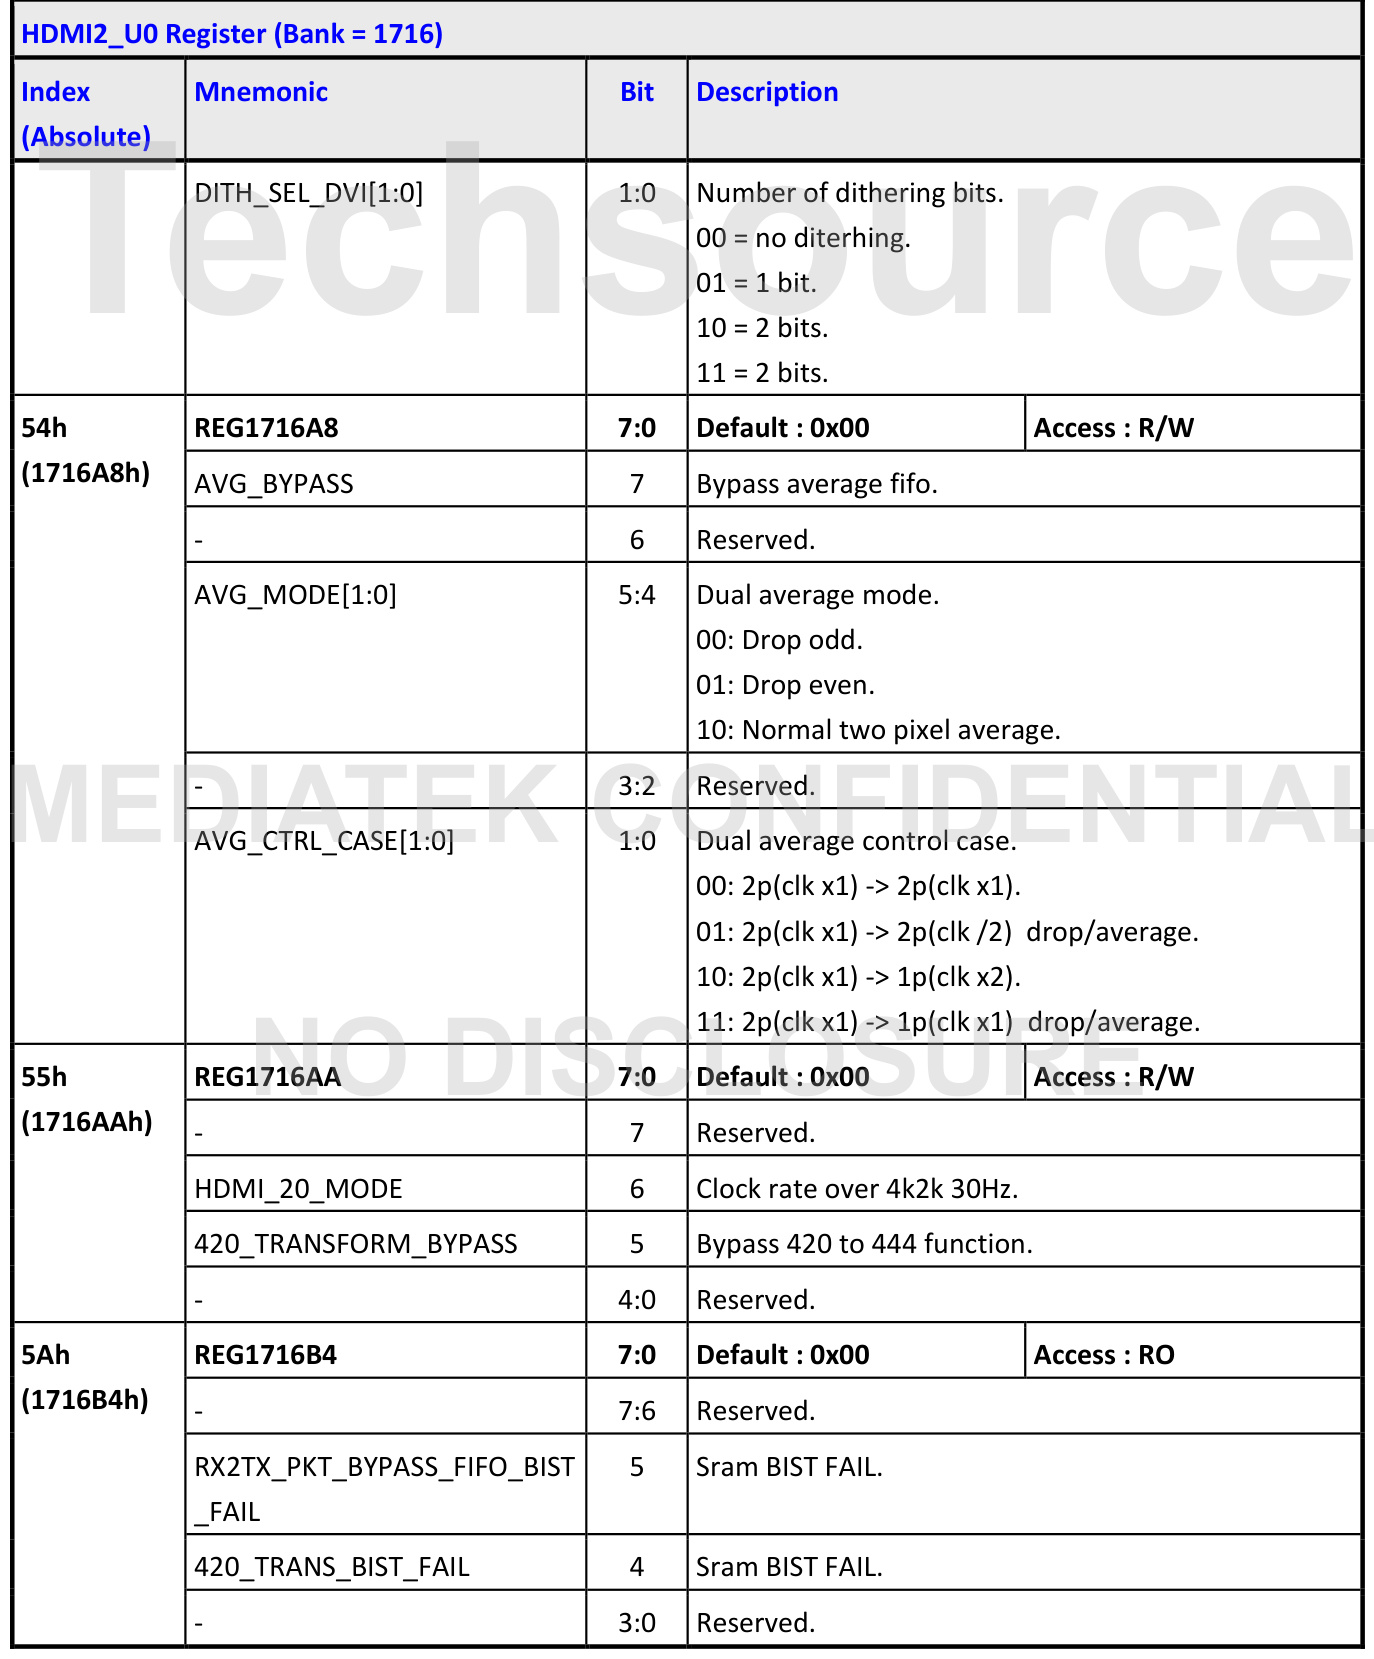 HDMI2_U0 Register (Bank = 1716)
Index (Absolute) Mnemonic Bit Description
DITH_SEL_DVI[1:0] 1:0 Number of dithering bits.
00 = no diterhing.
01 = 1 bit.
10 = 2 bits.
11 = 2 bits.
54h (1716A8h) REG1716A8 7:0 Default : 0x00 Access : R/W
AVG_BYPASS 7 Bypass average fifo.
- 6 Reserved.
AVG_MODE[1:0] 5:4 Dual average mode.
00: Drop odd.
01: Drop even.
10: Normal two pixel average.
- 3:2 Reserved.
AVG_CTRL_CASE[1:0] 1:0 Dual average control case.
00: 2p(clk x1) -> 2p(clk x1).
01: 2p(clk x1) -> 2p(clk /2)  drop/average.
10: 2p(clk x1) -> 1p(clk x2).
11: 2p(clk x1) -> 1p(clk x1)  drop/average.
55h (1716AAh) REG1716AA 7:0 Default : 0x00 Access : R/W
- 7 Reserved.
HDMI_20_MODE 6 Clock rate over 4k2k 30Hz.
420_TRANSFORM_BYPASS 5 Bypass 420 to 444 function.
- 4:0 Reserved.
5Ah (1716B4h) REG1716B4 7:0 Default : 0x00 Access : RO
- 7:6 Reserved.
RX2TX_PKT_BYPASS_FIFO_BIST 5 Sram BIST FAIL.
_FAIL
420_TRANS_BIST_FAIL 4 Sram BIST FAIL.
- 3:0 Reserved.
Techsource
MEDIATEK CONFIDENTIAL
NO DISCLOSURE